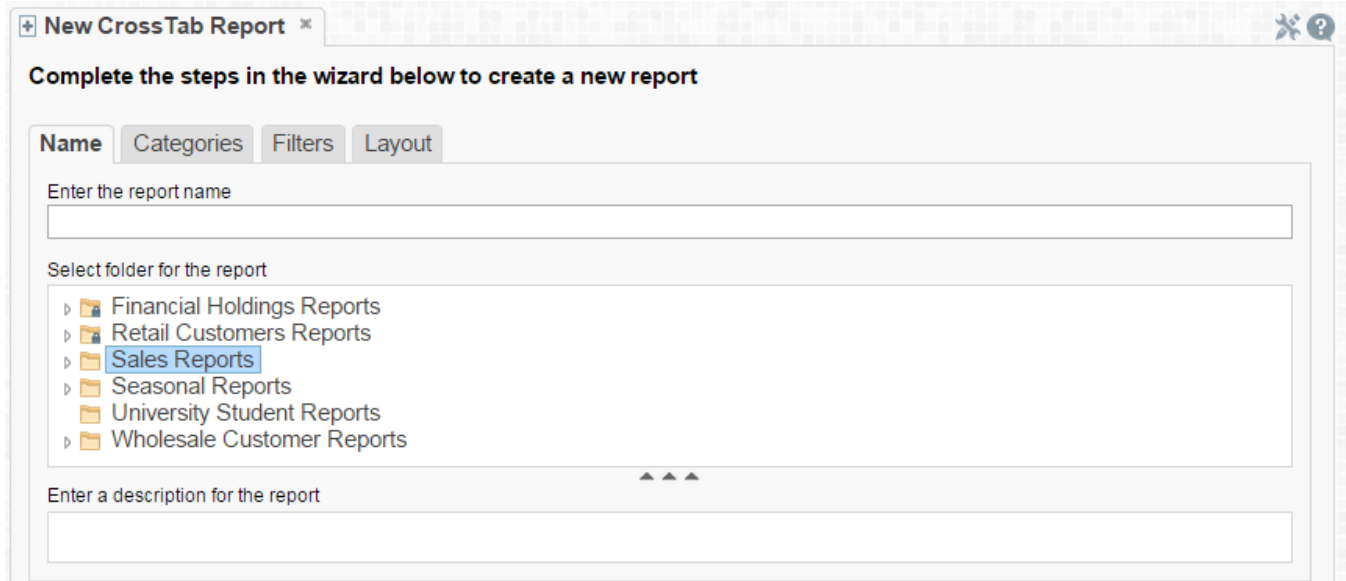 New CrossTab Report
Complete the steps in the wizard below to create a new report
Name Categories Filters Layout
Enter the report name
Select folder for the report
Financial Holdings Reports
Retail Customers Reports
Sales Reports
Seasonal Reports
University Student Reports
Wholesale Customer Reports
Enter a description for the report